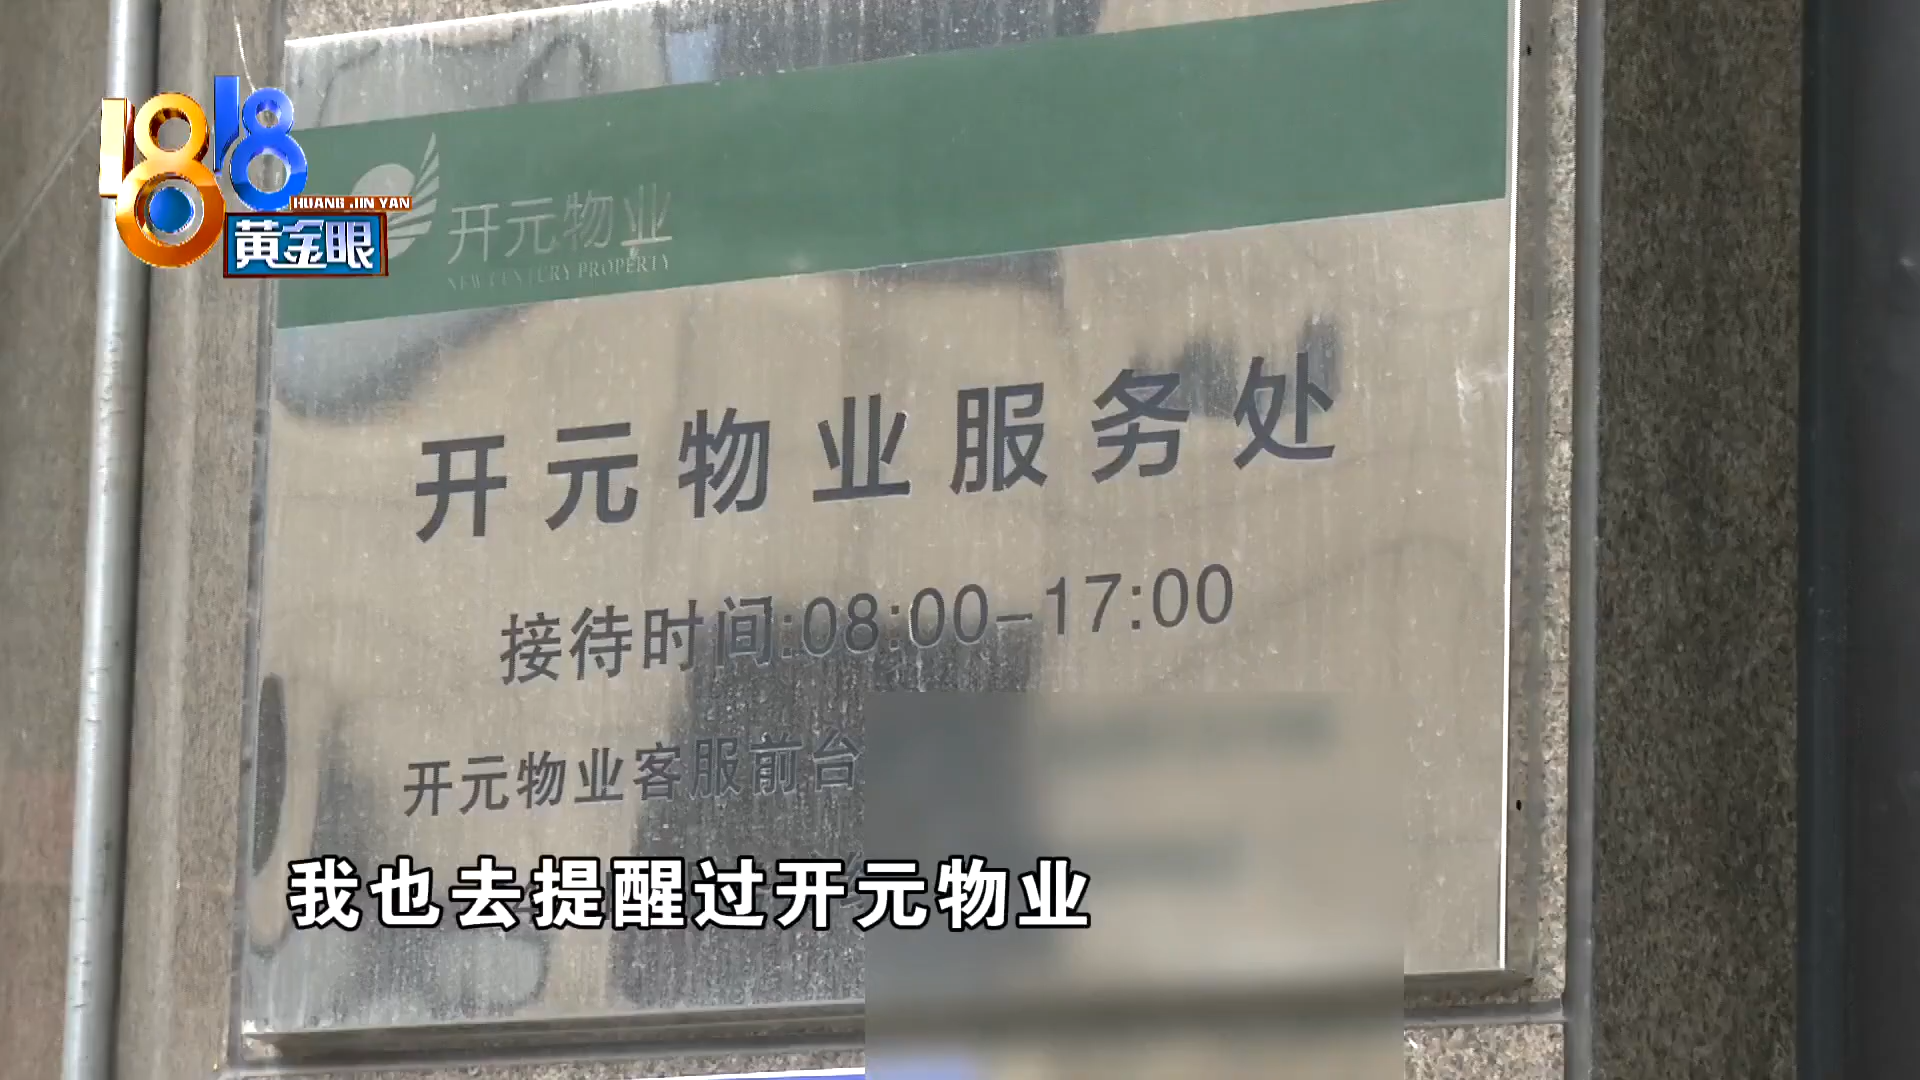 1818
HUANG JIN YAN
黄金眼
开元物业
NEW CENTURY PROPERTY
开元物业服务处
接待时间:08:00-17:00
开元物业客服前台
我也去提醒过开元物业